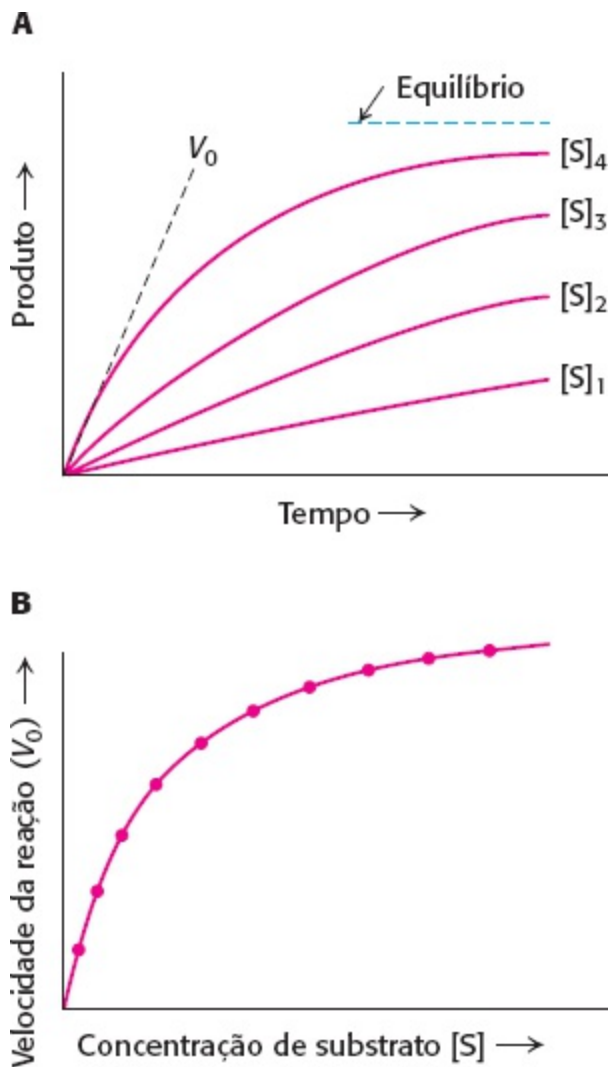 A
Equilíbrio
V0
[S]4
[S]3
[S]2
[S]1
Produto →
Tempo →
B
Velocidade da reação (V0) →
Concentração de substrato [S] →